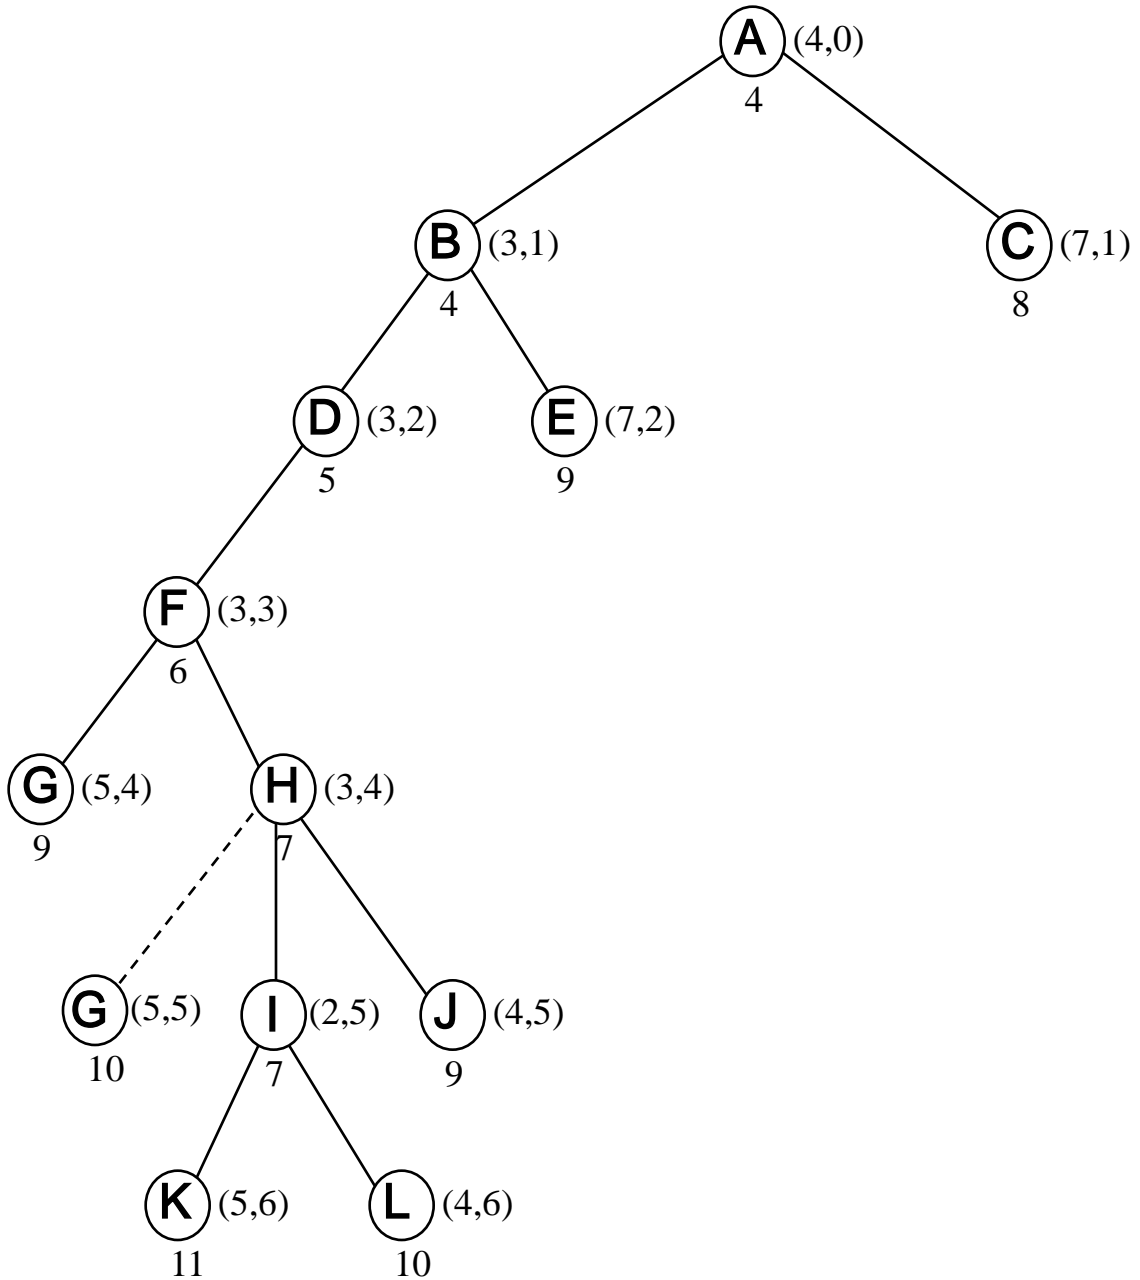 A (4,0)
4
B (3,1)
C (7,1)
4
8
D (3,2)
E (7,2)
5
9
F (3,3)
6
G (5,4)
H (3,4)
9
7
G (5,5)
I (2,5)
J (4,5)
10
7
9
K (5,6)
L (4,6)
11
10